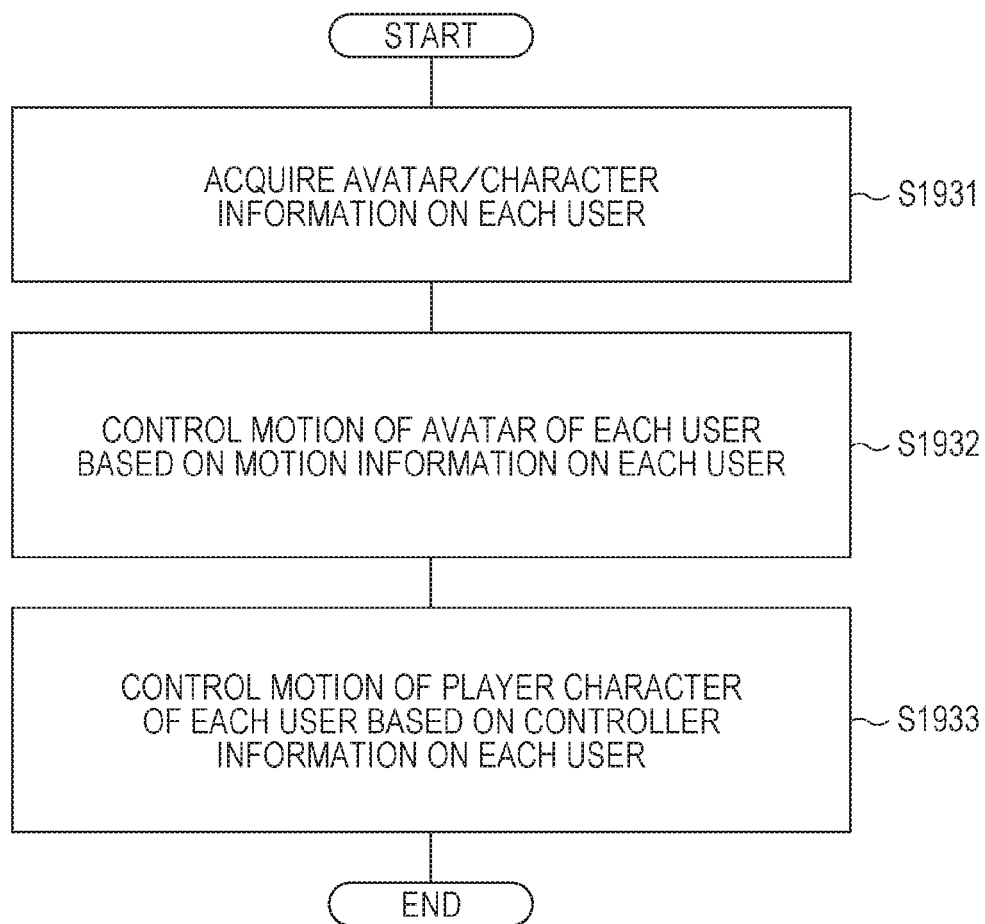 START
ACQUIRE AVATAR/CHARACTER
INFORMATION ON EACH USER
S1931
CONTROL MOTION OF AVATAR OF EACH USER
BASED ON MOTION INFORMATION ON EACH USER
S1932
CONTROL MOTION OF PLAYER CHARACTER
OF EACH USER BASED ON CONTROLLER
INFORMATION ON EACH USER
S1933
END